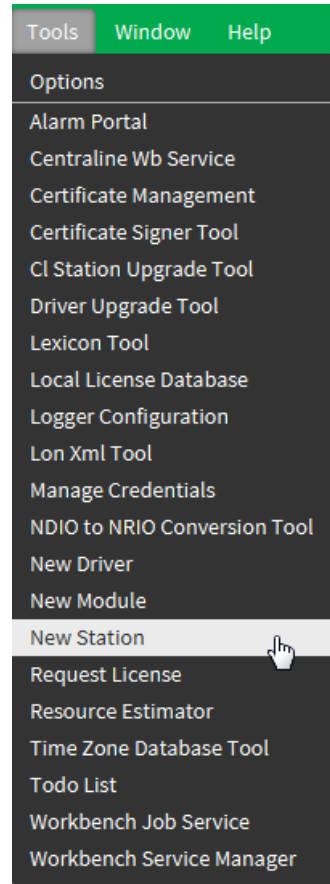 Tools Window Help
Options
Alarm Portal
Centraline Wb Service
Certificate Management
Certificate Signer Tool
Cl Station Upgrade Tool
Driver Upgrade Tool
Lexicon Tool
Local License Database
Logger Configuration
Lon Xml Tool
Manage Credentials
NDIO to NRIO Conversion Tool
New Driver
New Module
New Station
Request License
Resource Estimator
Time Zone Database Tool
Todo List
Workbench Job Service
Workbench Service Manager